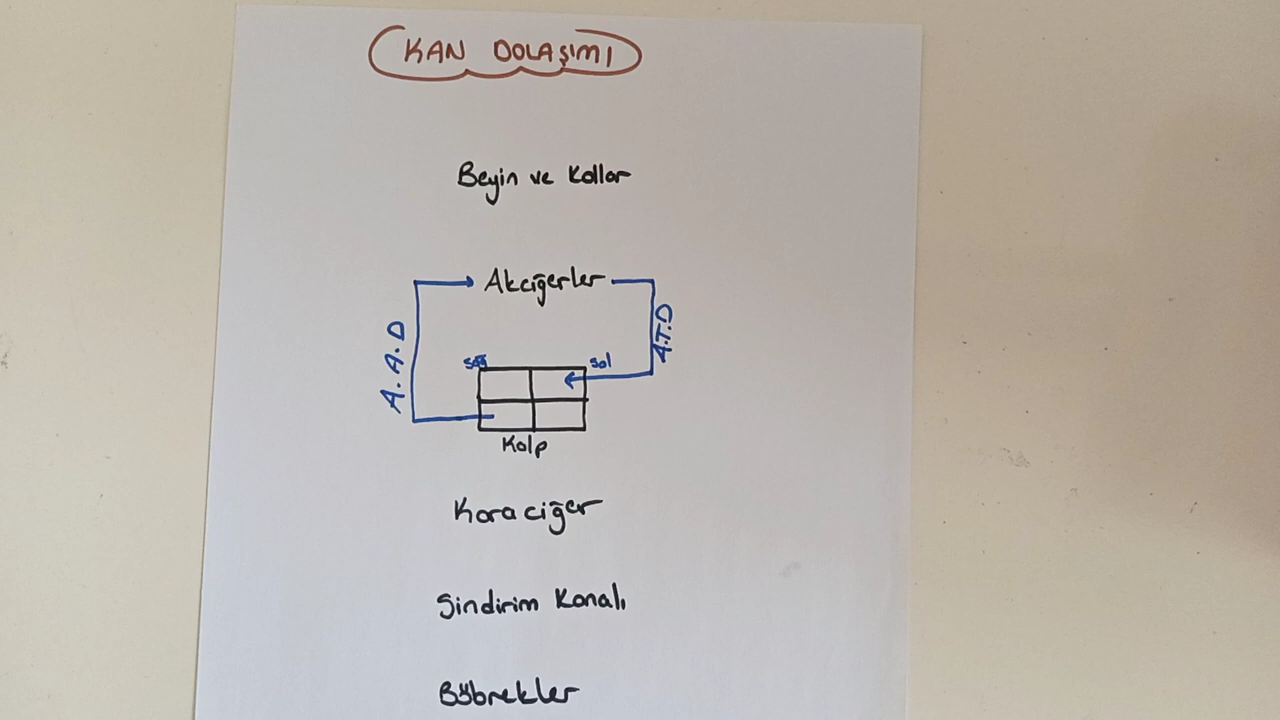 KAN DOLAŞIMI
Beyin ve Kollar
Akciğerler
A.A.D
A.T.D
sağ
sol
Kalp
Karaciğer
Sindirim Kanalı
Böbrekler